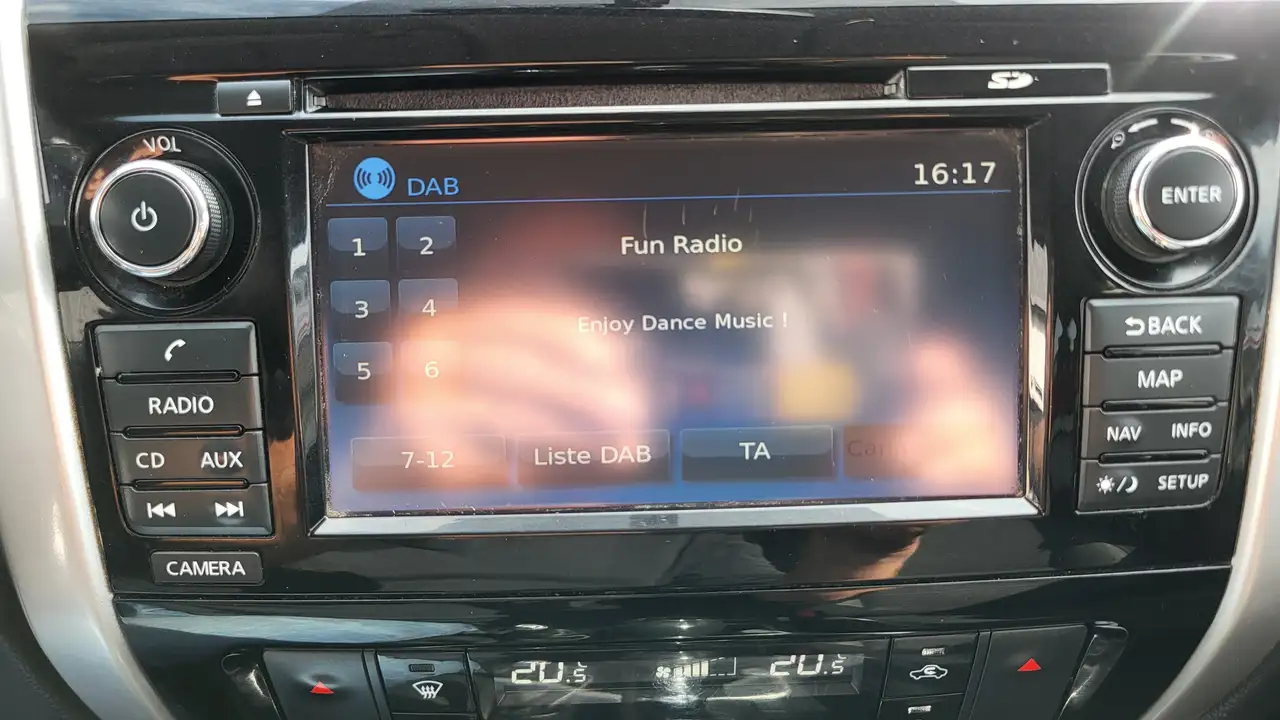 SD
VOL
DAB
16:17
ENTER
1
2
Fun Radio
3
4
Enjoy Dance Music !
5
6
7-12
Liste DAB
TA
BACK
MAP
NAV
INFO
SETUP
RADIO
CD
AUX
CAMERA
20.5
20.5